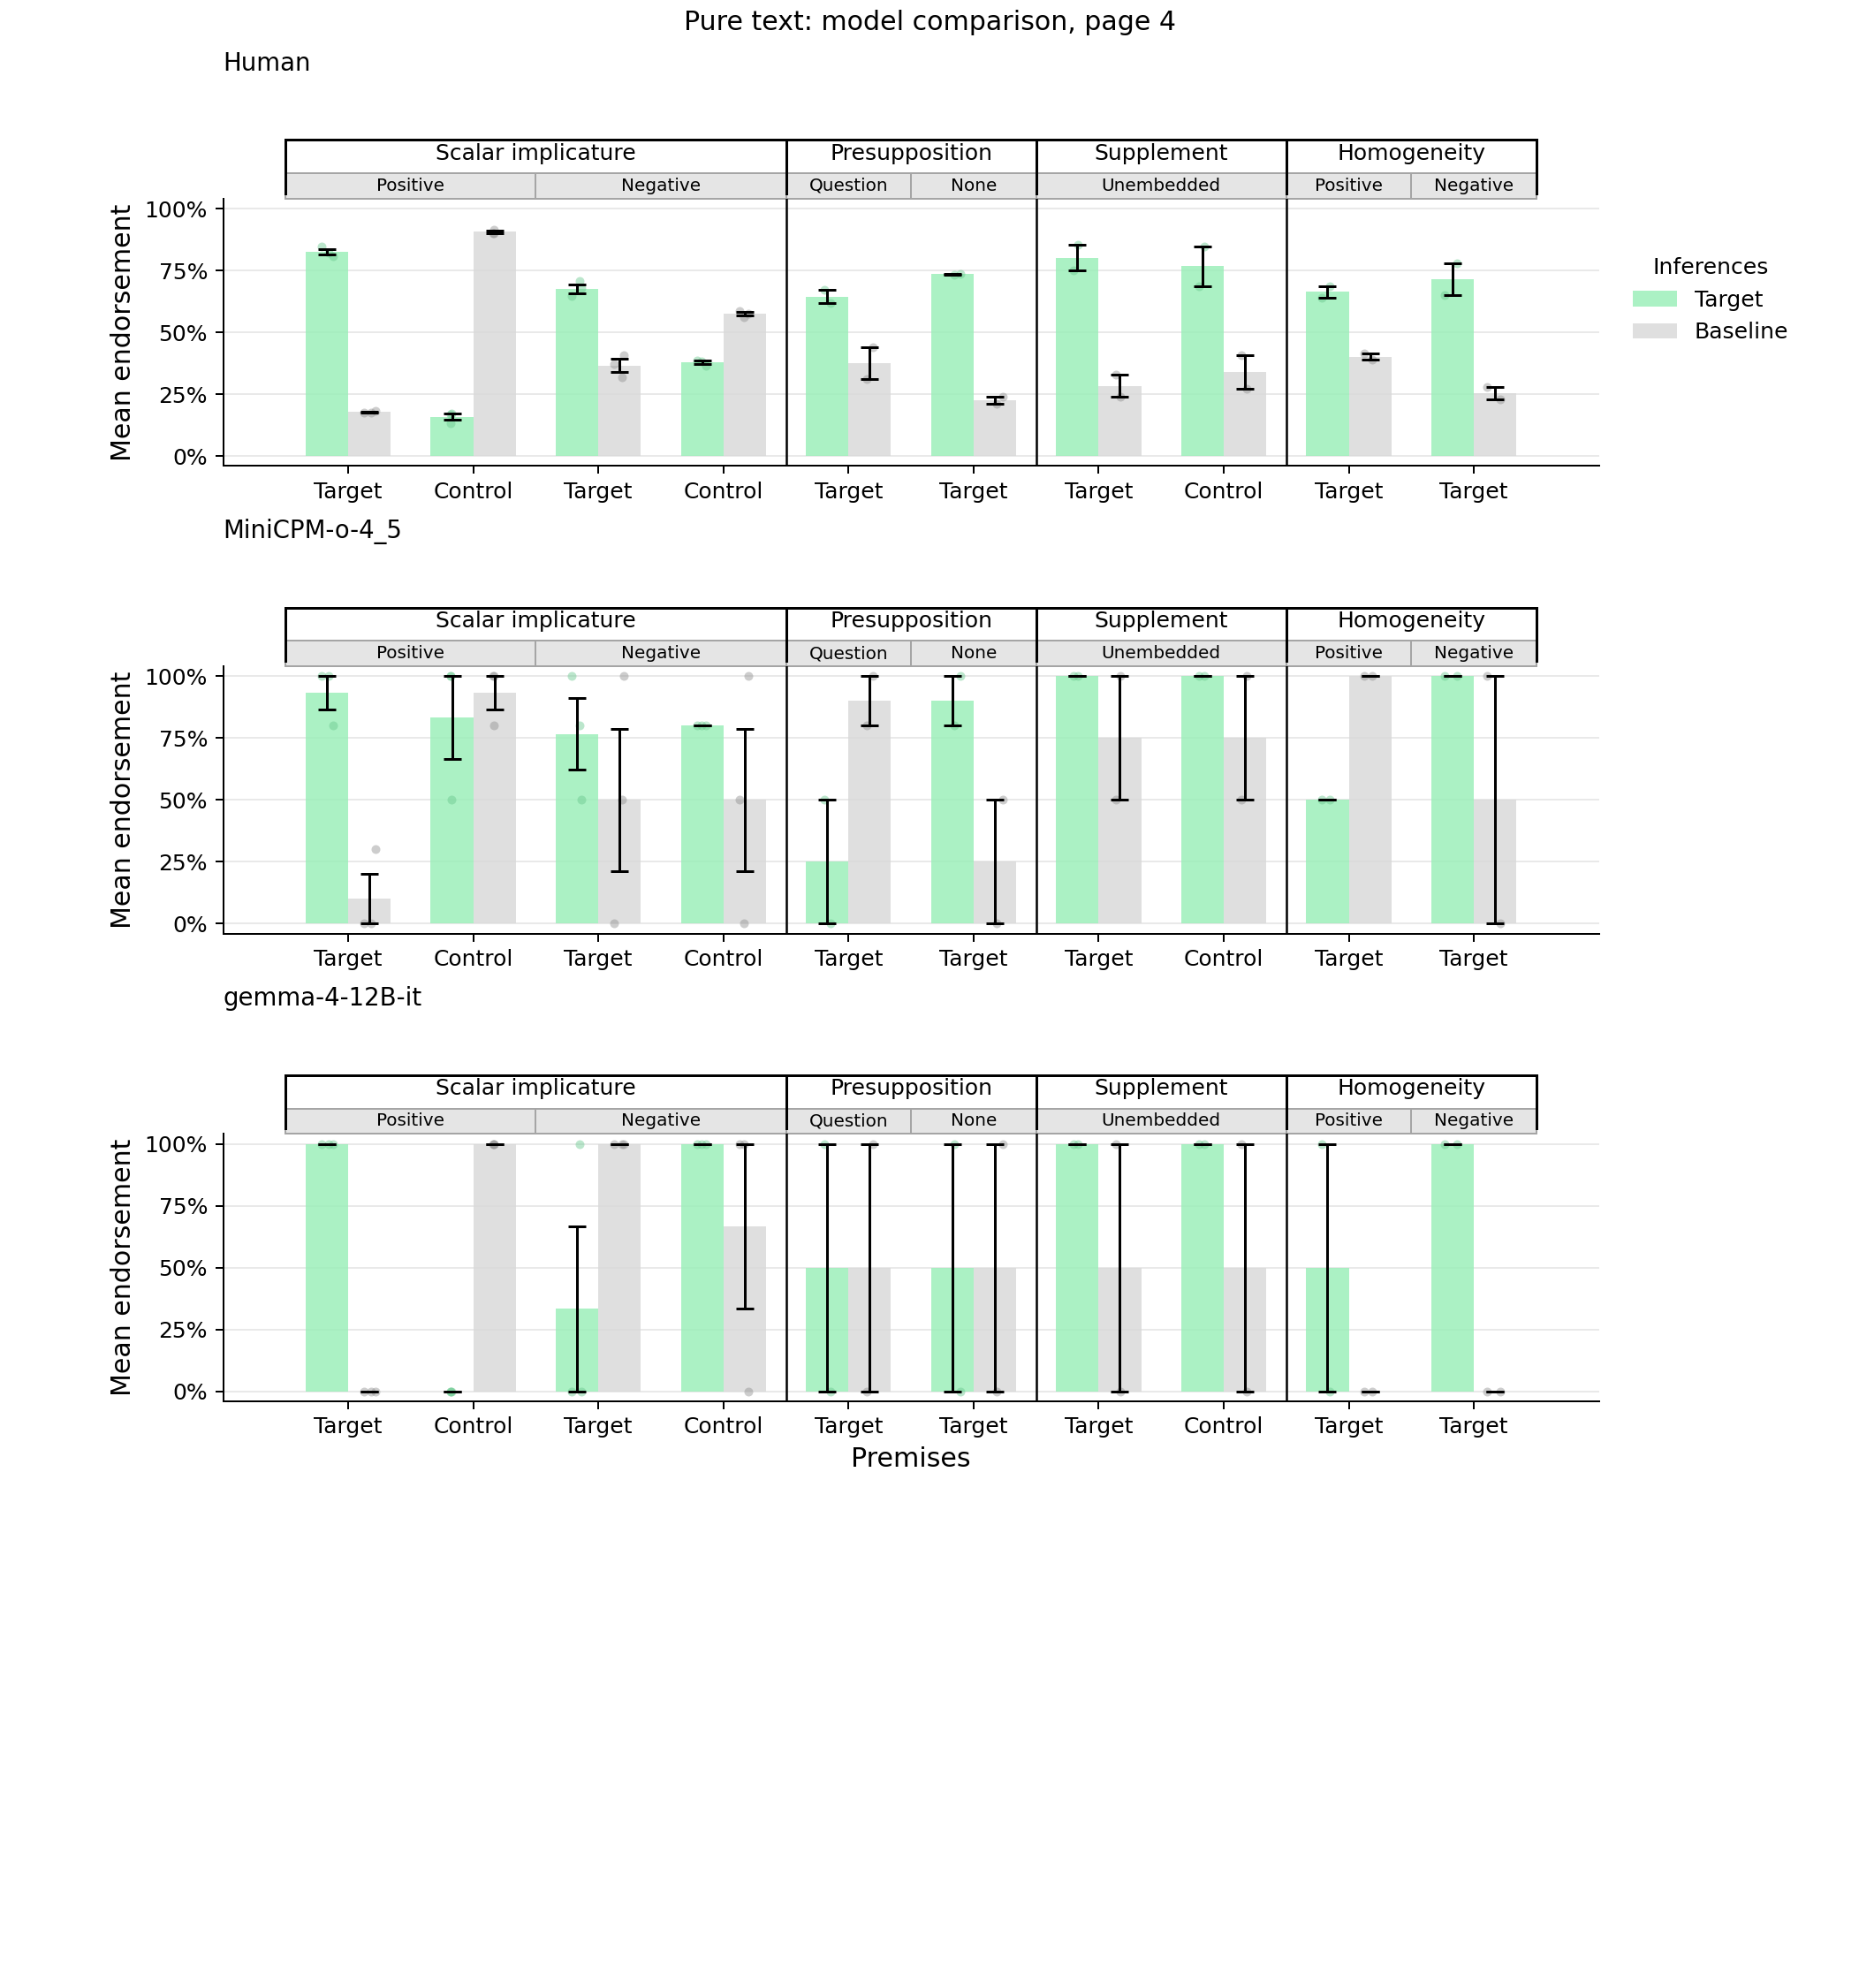 Pure text: model comparison, page 4
Human
Scalar implicature Presupposition Supplement Homogeneity
Positive Negative Question None Unembedded Positive Negative
Mean endorsement
100%
75%
50%
25%
0%
Target Control Target Control Target Target Target Control Target Target
Inferences
Target
Baseline
MiniCPM-o-4_5
Scalar implicature Presupposition Supplement Homogeneity
Positive Negative Question None Unembedded Positive Negative
Mean endorsement
100%
75%
50%
25%
0%
Target Control Target Control Target Target Target Control Target Target
gemma-4-12B-it
Scalar implicature Presupposition Supplement Homogeneity
Positive Negative Question None Unembedded Positive Negative
Mean endorsement
100%
75%
50%
25%
0%
Target Control Target Control Target Target Target Control Target Target
Premises